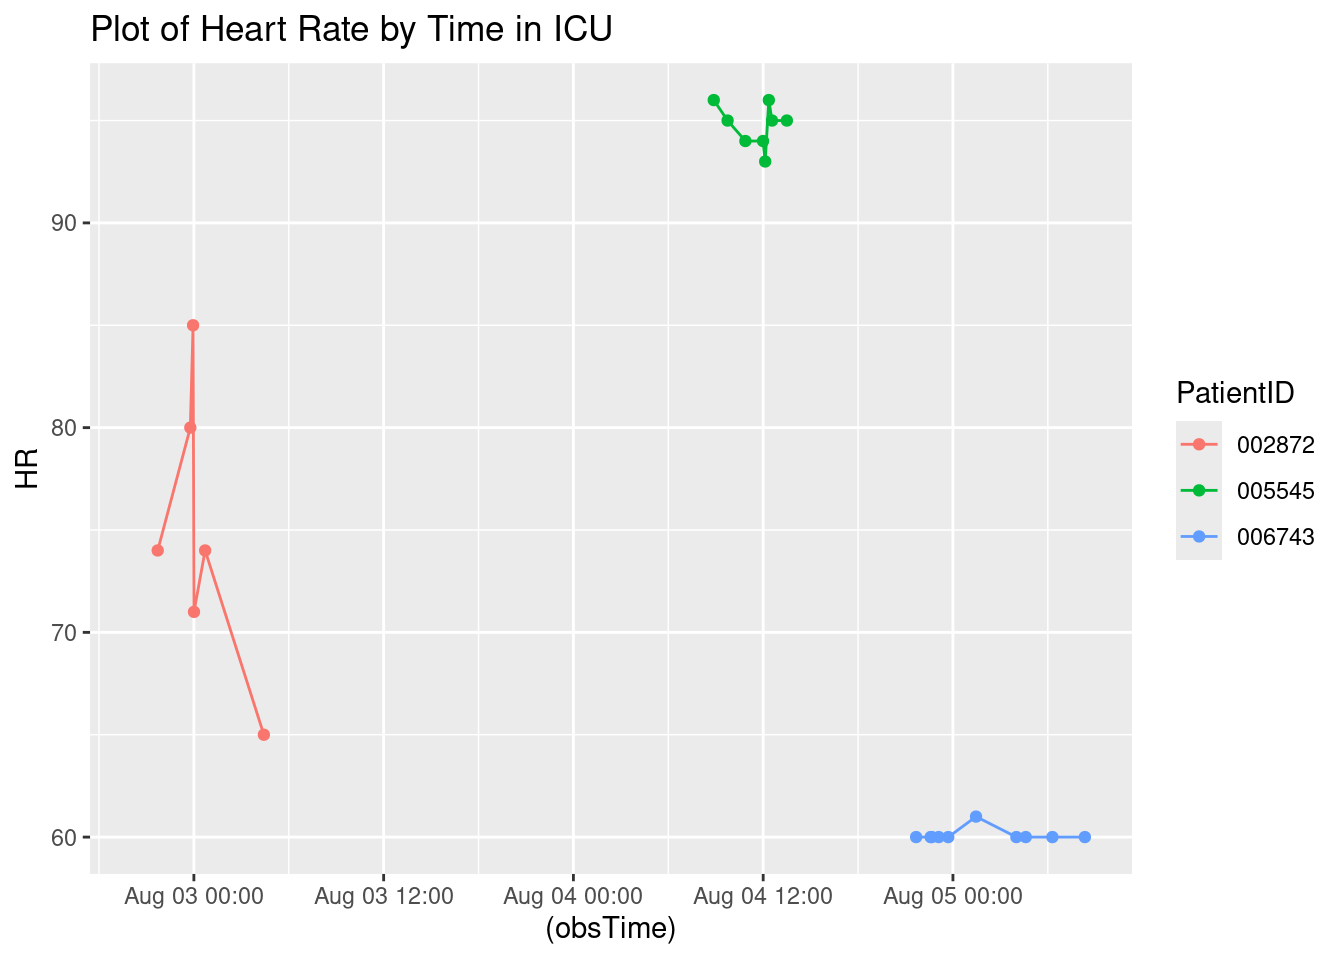 Plot of Heart Rate by Time in ICU
90
80
70
60
HR
Aug 03 00:00
Aug 03 12:00
Aug 04 00:00
Aug 04 12:00
Aug 05 00:00
(obsTime)
PatientID
002872
005545
006743